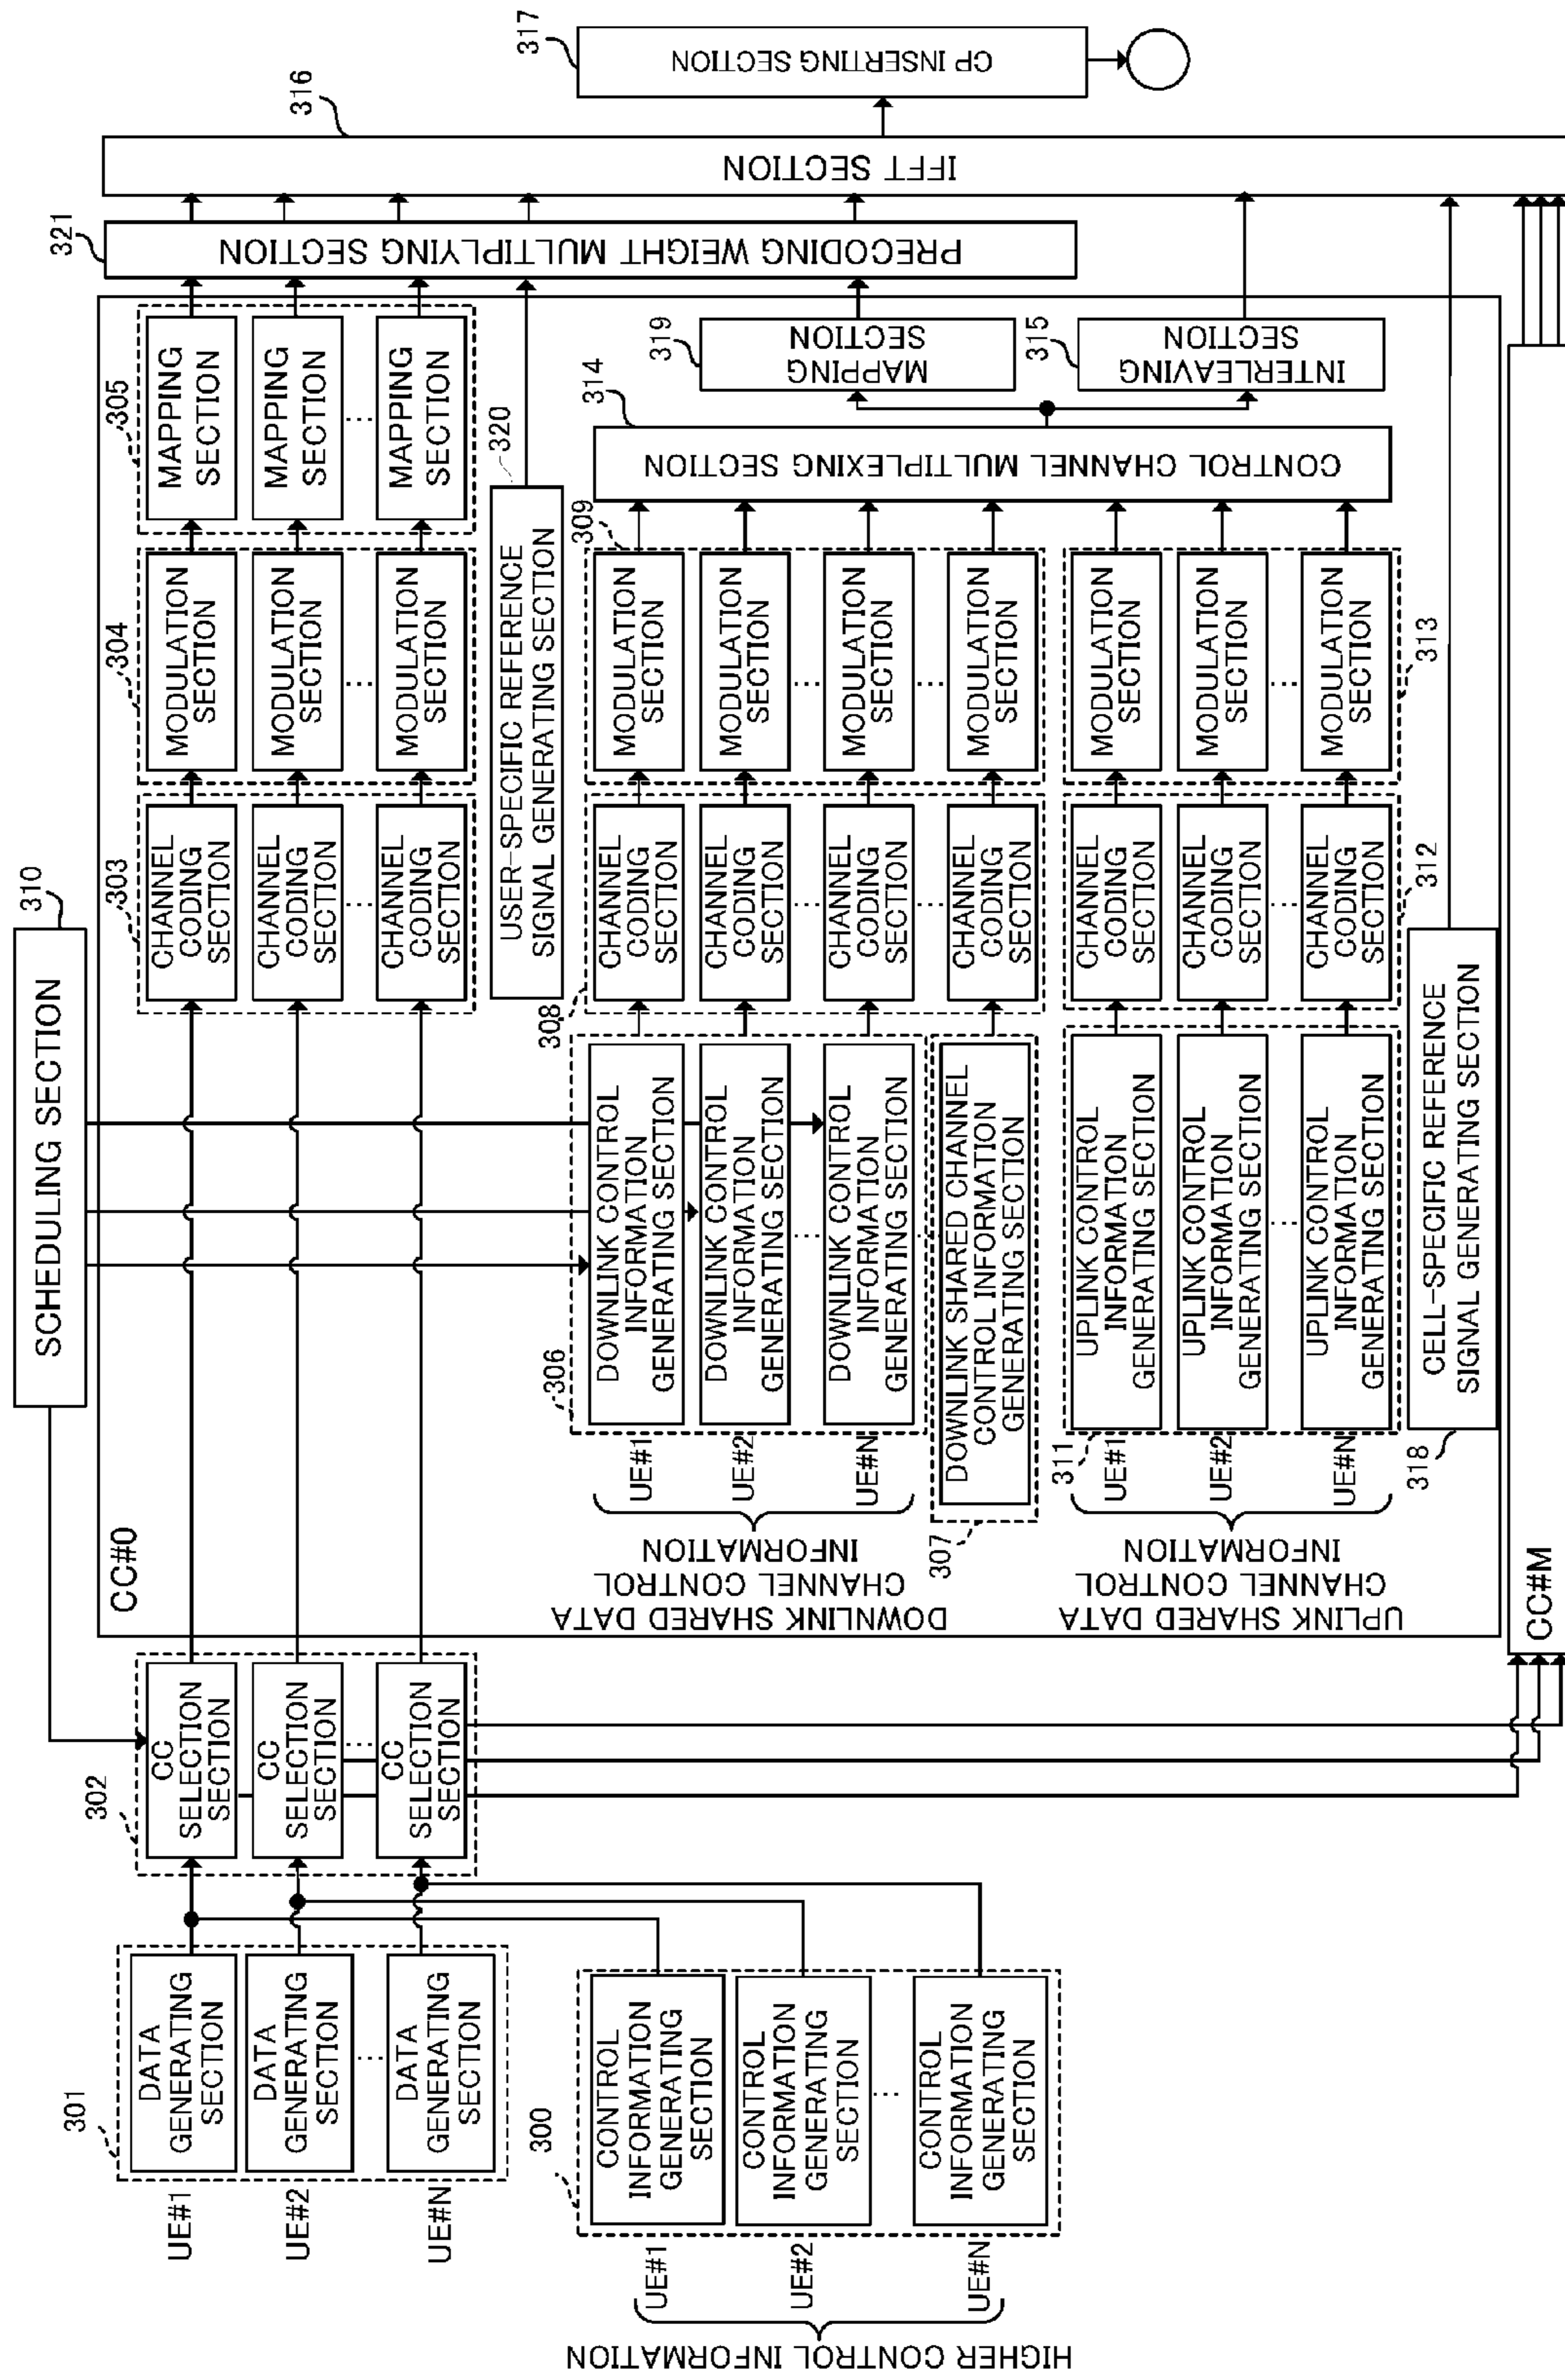 SCHEDULING SECTION
310
CC#0
301
UE#1
DATA
GENERATING
SECTION
UE#2
DATA
GENERATING
SECTION
...
UE#N
DATA
GENERATING
SECTION
HIGHER CONTROL INFORMATION
300
UE#1
CONTROL
INFORMATION
GENERATING
SECTION
UE#2
CONTROL
INFORMATION
GENERATING
SECTION
...
UE#N
CONTROL
INFORMATION
GENERATING
SECTION
302
CC
SELECTION
SECTION
CC
SELECTION
SECTION
...
CC
SELECTION
SECTION
303
CHANNEL
CODING
SECTION
CHANNEL
CODING
SECTION
...
CHANNEL
CODING
SECTION
304
MODULATION
SECTION
MODULATION
SECTION
...
MODULATION
SECTION
305
MAPPING
SECTION
MAPPING
SECTION
...
MAPPING
SECTION
USER-SPECIFIC REFERENCE
SIGNAL GENERATING SECTION
320
DOWNLINK SHARED DATA
CHANNEL CONTROL
INFORMATION
306
UE#1
DOWNLINK CONTROL
INFORMATION
GENERATING SECTION
UE#2
DOWNLINK CONTROL
INFORMATION
GENERATING SECTION
...
UE#N
DOWNLINK CONTROL
INFORMATION
GENERATING SECTION
...
307
DOWNLINK SHARED CHANNEL
CONTROL INFORMATION
GENERATING SECTION
308
CHANNEL
CODING
SECTION
CHANNEL
CODING
SECTION
...
CHANNEL
CODING
SECTION
...
CHANNEL
CODING
SECTION
309
MODULATION
SECTION
MODULATION
SECTION
...
MODULATION
SECTION
...
MODULATION
SECTION
UPLINK SHARED DATA
CHANNEL CONTROL
INFORMATION
311
UE#1
UPLINK CONTROL
INFORMATION
GENERATING SECTION
UE#2
UPLINK CONTROL
INFORMATION
GENERATING SECTION
...
UE#N
UPLINK CONTROL
INFORMATION
GENERATING SECTION
312
CHANNEL
CODING
SECTION
CHANNEL
CODING
SECTION
...
CHANNEL
CODING
SECTION
313
MODULATION
SECTION
MODULATION
SECTION
...
MODULATION
SECTION
318
CELL-SPECIFIC REFERENCE
SIGNAL GENERATING SECTION
314
CONTROL CHANNEL MULTIPLEXING SECTION
319
MAPPING
SECTION
315
INTERLEAVING
SECTION
321
PRECODING WEIGHT MULTIPLYING SECTION
316
IFFT SECTION
317
CP INSERTING SECTION
CC#M